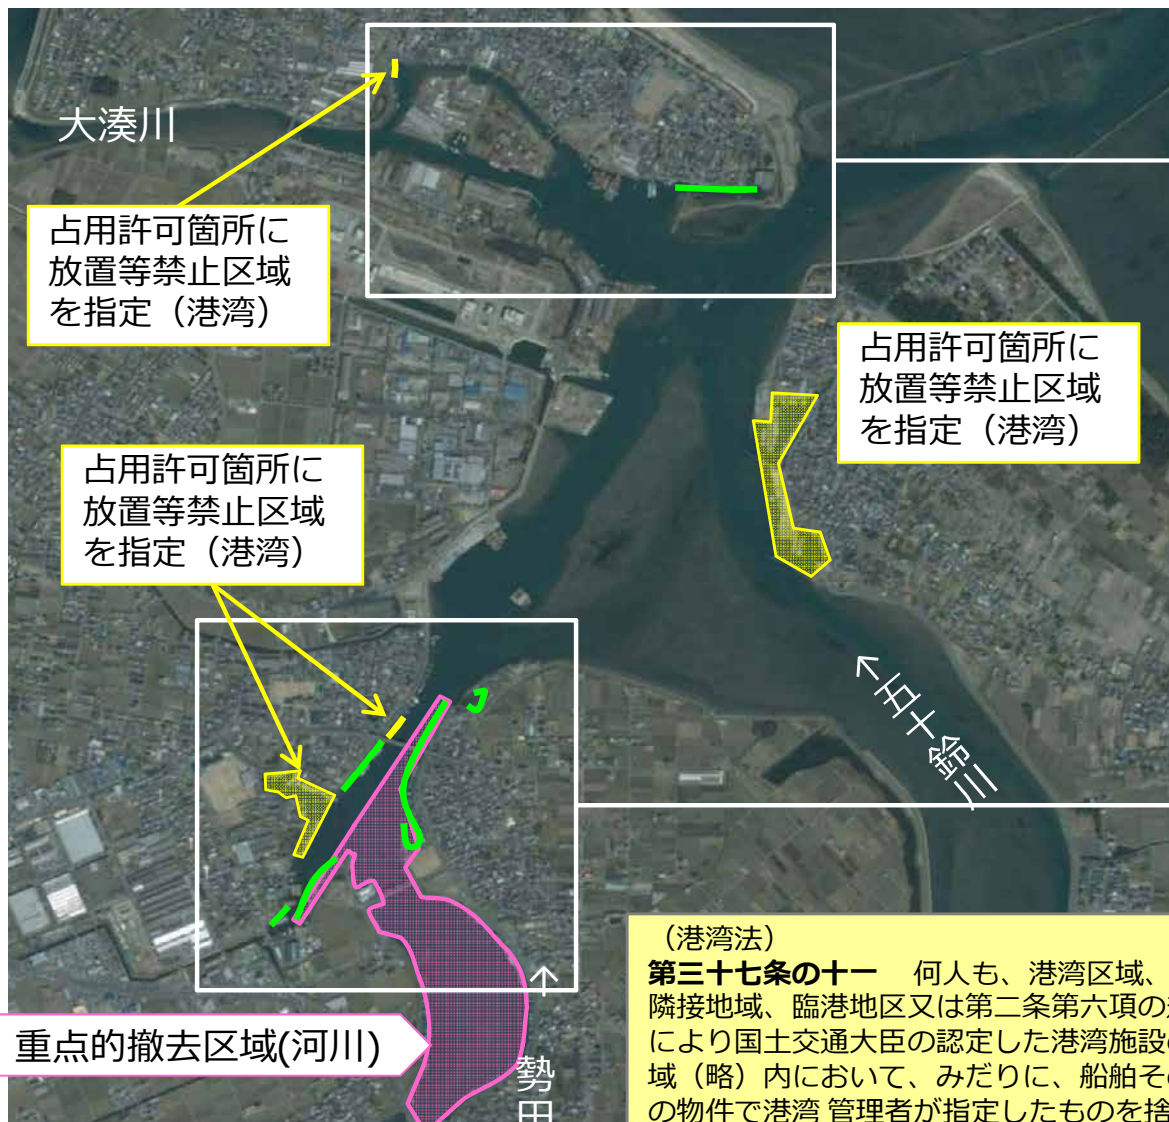 大湊川
占用許可箇所に
放置等禁止区域
を指定（港湾）
占用許可箇所に
放置等禁止区域
を指定（港湾）
占用許可箇所に
放置等禁止区域
を指定（港湾）
↑五十鈴川
重点的撤去区域(河川)
↑勢田
（港湾法）
第三十七条の十一　何人も、港湾区域、
隣接地域、臨港地区又は第二条第六項の
により国土交通大臣の認定した港湾施設
域（略）内において、みだりに、船舶その
の物件で港湾 管理者が指定したものを捨